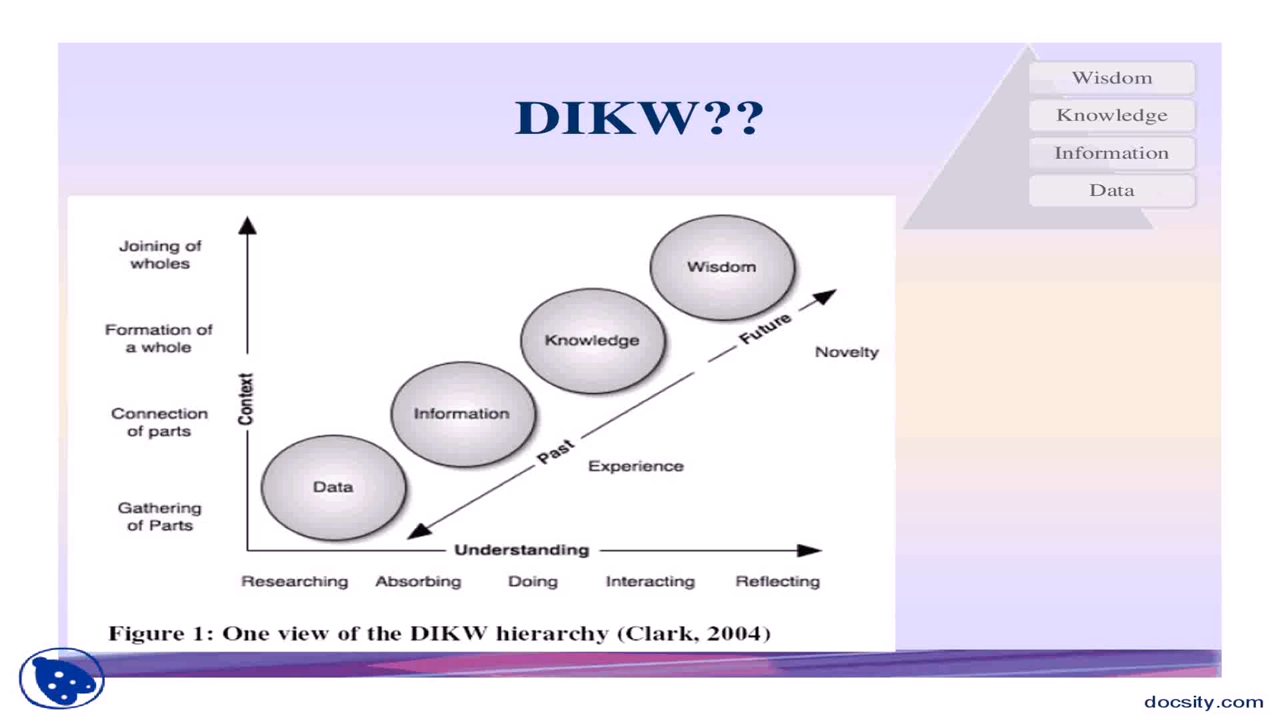 DIKW??
Wisdom
Knowledge
Information
Data
Joining of
wholes
Formation of
a whole
Connection
of parts
Gathering
of Parts
Context
Wisdom
Knowledge
Information
Data
Future
Past
Novelty
Experience
Understanding
Researching Absorbing Doing Interacting Reflecting
Figure 1: One view of the DIKW hierarchy (Clark, 2004)
docsity.com